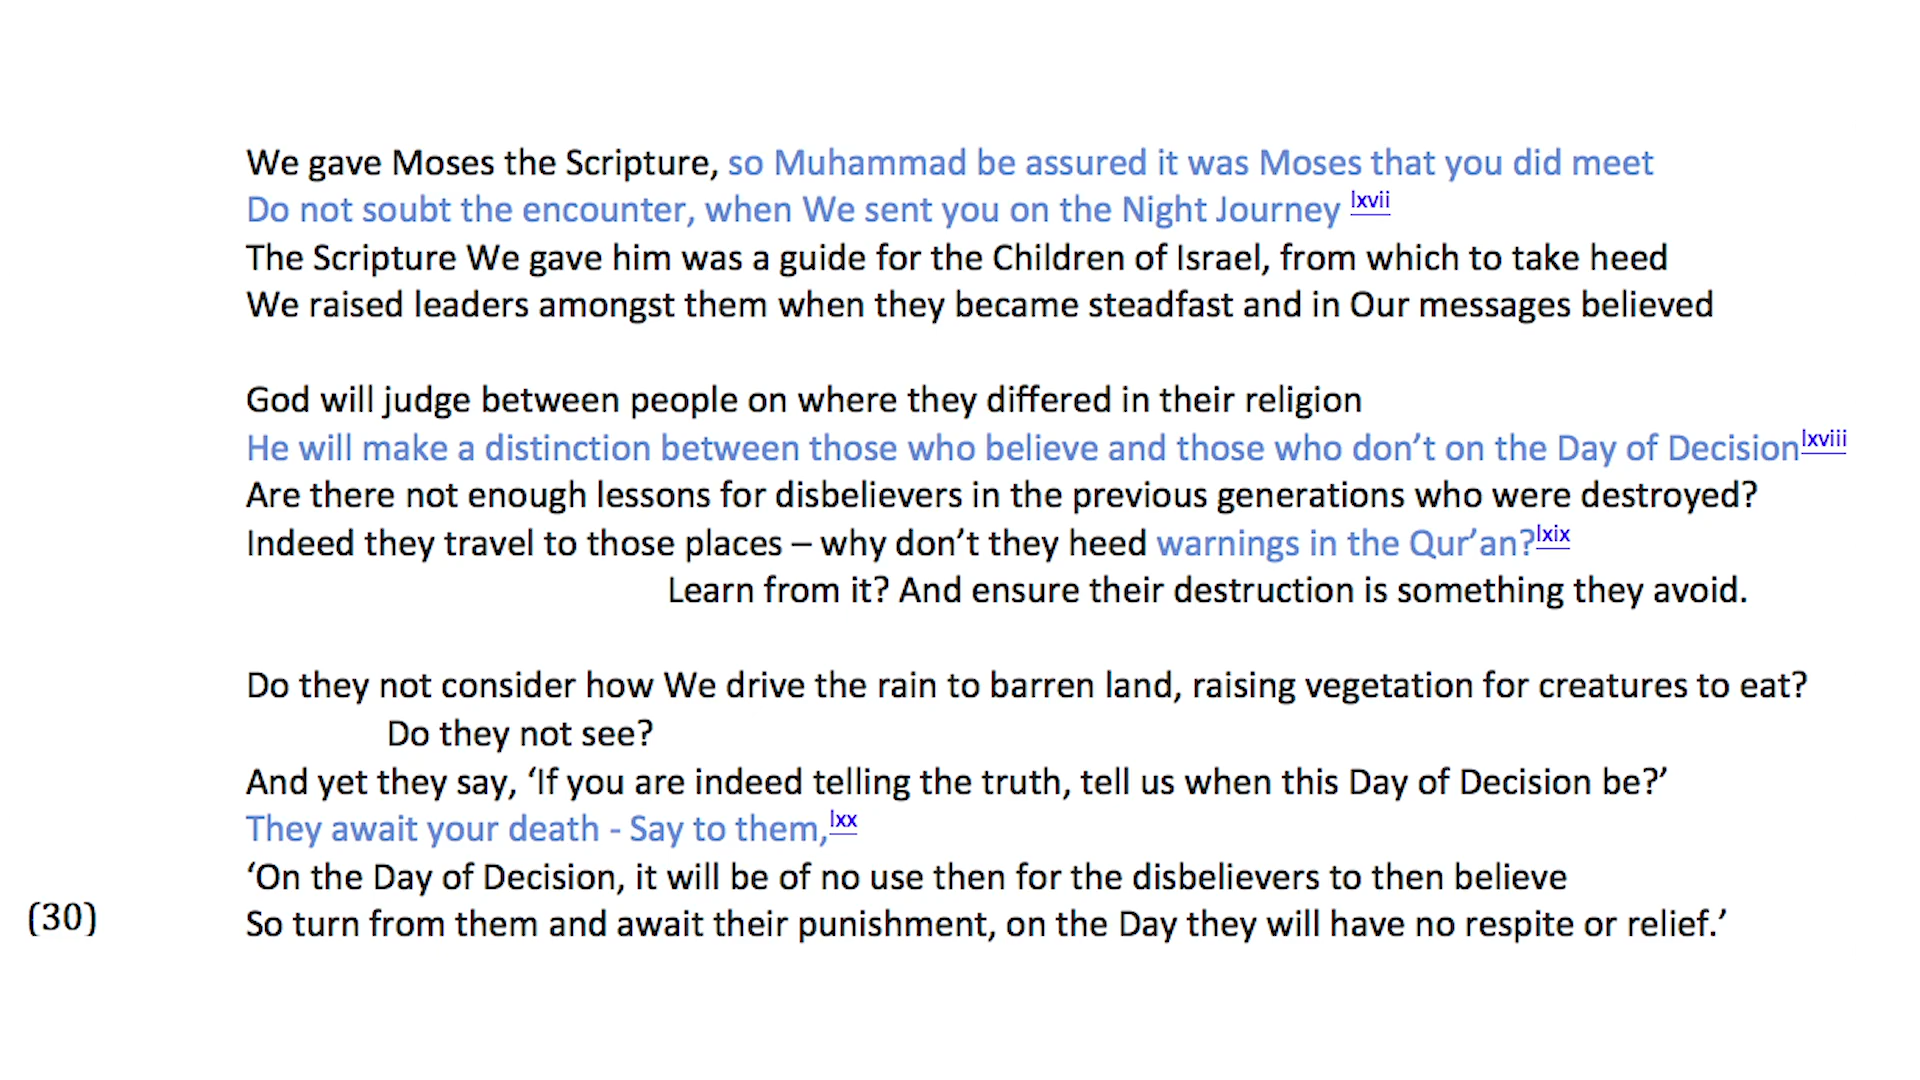 We gave Moses the Scripture, so Muhammad be assured it was Moses that you did meet
Do not soubt the encounter, when We sent you on the Night Journey lxvii
The Scripture We gave him was a guide for the Children of Israel, from which to take heed
We raised leaders amongst them when they became steadfast and in Our messages believed
God will judge between people on where they differed in their religion
He will make a distinction between those who believe and those who don’t on the Day of Decisionlxviii
Are there not enough lessons for disbelievers in the previous generations who were destroyed?
Indeed they travel to those places – why don’t they heed warnings in the Qur’an?lxix
Learn from it? And ensure their destruction is something they avoid.
Do they not consider how We drive the rain to barren land, raising vegetation for creatures to eat?
Do they not see?
And yet they say, ‘If you are indeed telling the truth, tell us when this Day of Decision be?’
They await your death - Say to them,lxx
‘On the Day of Decision, it will be of no use then for the disbelievers to then believe
(30) So turn from them and await their punishment, on the Day they will have no respite or relief.’